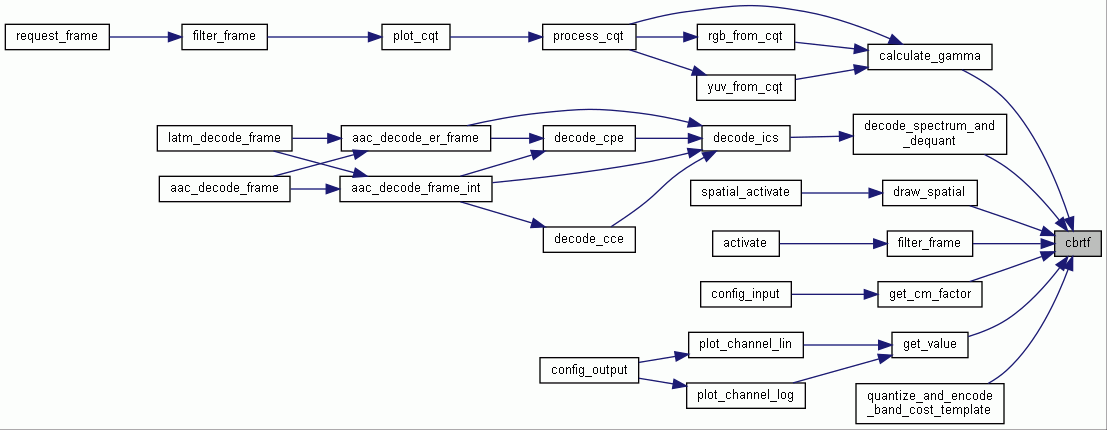 request_frame
filter_frame
plot_cqt
process_cqt
rgb_from_cqt
calculate_gamma
yuv_from_cqt
latm_decode_frame
aac_decode_er_frame
decode_cpe
decode_ics
decode_spectrum_and
_dequant
aac_decode_frame
aac_decode_frame_int
spatial_activate
draw_spatial
decode_cce
activate
filter_frame
cbrtf
config_input
get_cm_factor
plot_channel_lin
get_value
config_output
plot_channel_log
quantize_and_encode
_band_cost_template